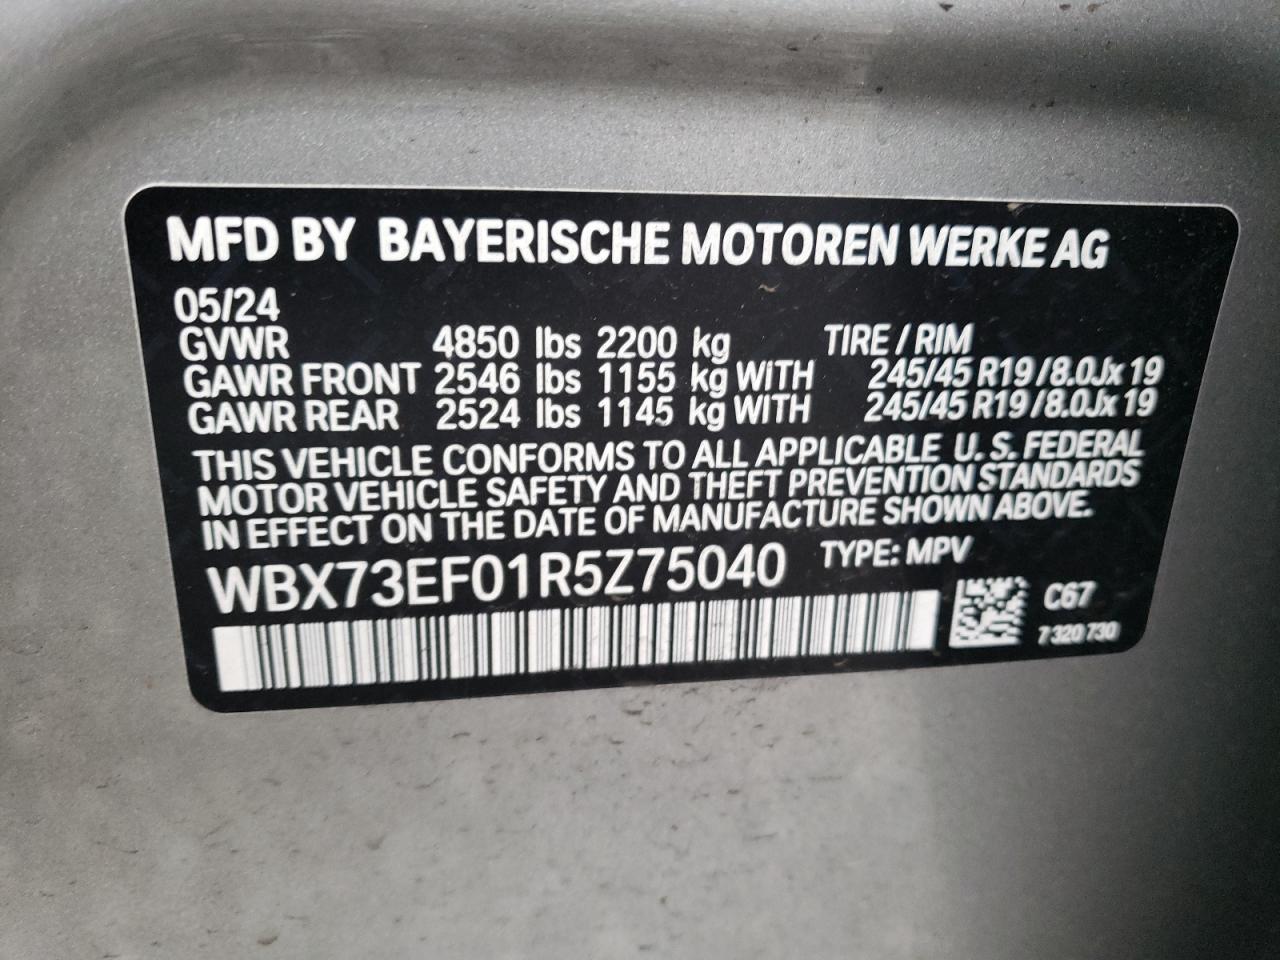 MFD BY BAYERISCHE MOTOREN WERKE AG
05/24
GVWR 4850 lbs 2200 kg TIRE / RIM
GAWR FRONT 2546 lbs 1155 kg WITH 245/45 R19 / 8.0Jx 19
GAWR REAR 2524 lbs 1145 kg WITH 245/45 R19 / 8.0Jx 19
THIS VEHICLE CONFORMS TO ALL APPLICABLE U. S. FEDERAL
MOTOR VEHICLE SAFETY AND THEFT PREVENTION STANDARDS
IN EFFECT ON THE DATE OF MANUFACTURE SHOWN ABOVE.
WBX73EF01R5Z75040 TYPE: MPV
C67
7 320 730